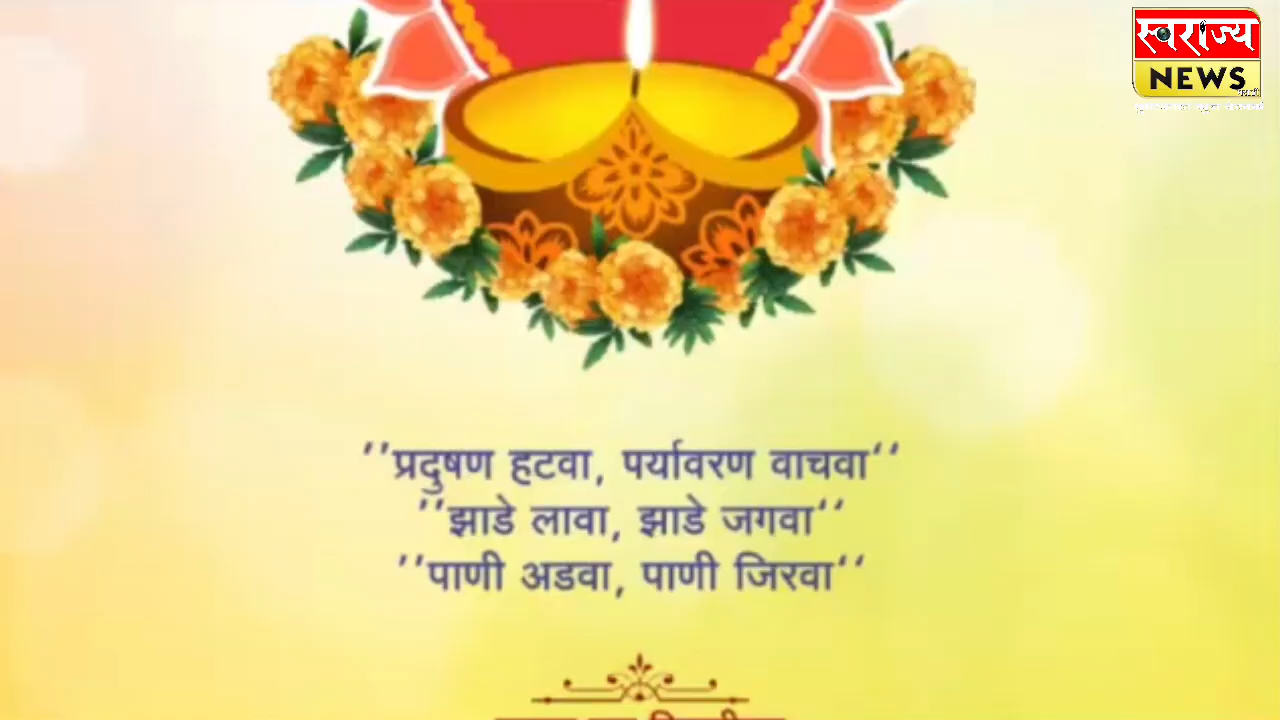 स्वराज्य
NEWS
’’प्रदुषण हटवा, पर्यावरण वाचवा‘‘
’’झाडे लावा, झाडे जगवा‘‘
’’पाणी अडवा, पाणी जिरवा‘‘